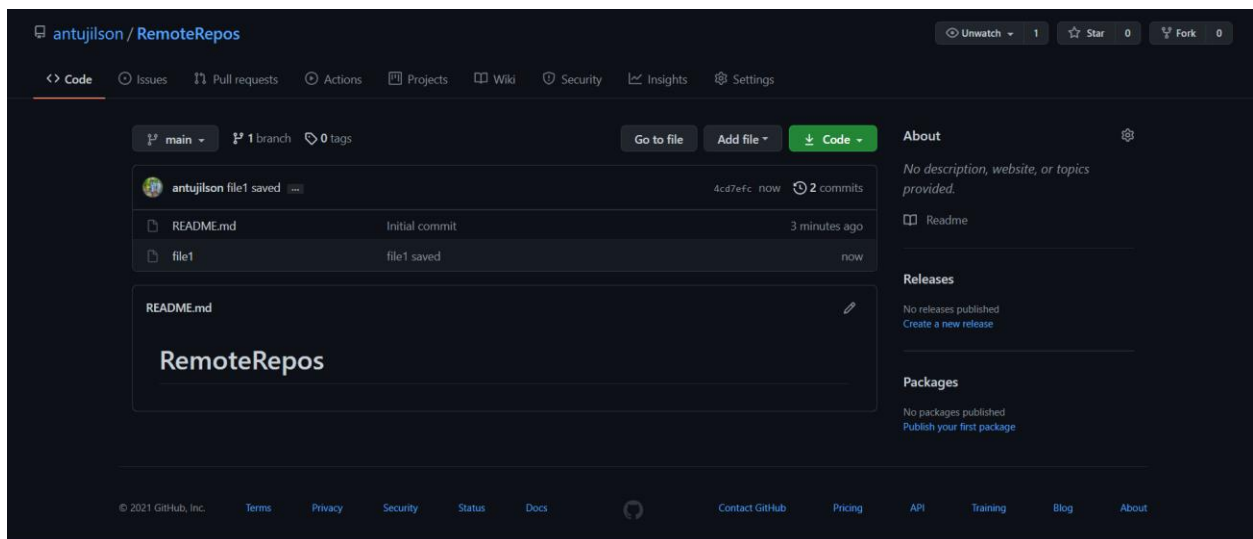 antujilson / RemoteRepos
Unwatch 1 Star 0 Fork 0
<> Code Issues Pull requests Actions Projects Wiki Security Insights Settings
main 1 branch 0 tags Go to file Add file Code
antujilson file1 saved ... 4cd7efc now 2 commits
README.md Initial commit 3 minutes ago
file1 file1 saved now
README.md
RemoteRepos
About
No description, website, or topics
provided.
Readme
Releases
No releases published
Create a new release
Packages
No packages published
Publish your first package
© 2021 GitHub, Inc. Terms Privacy Security Status Docs Contact GitHub Pricing API Training Blog About